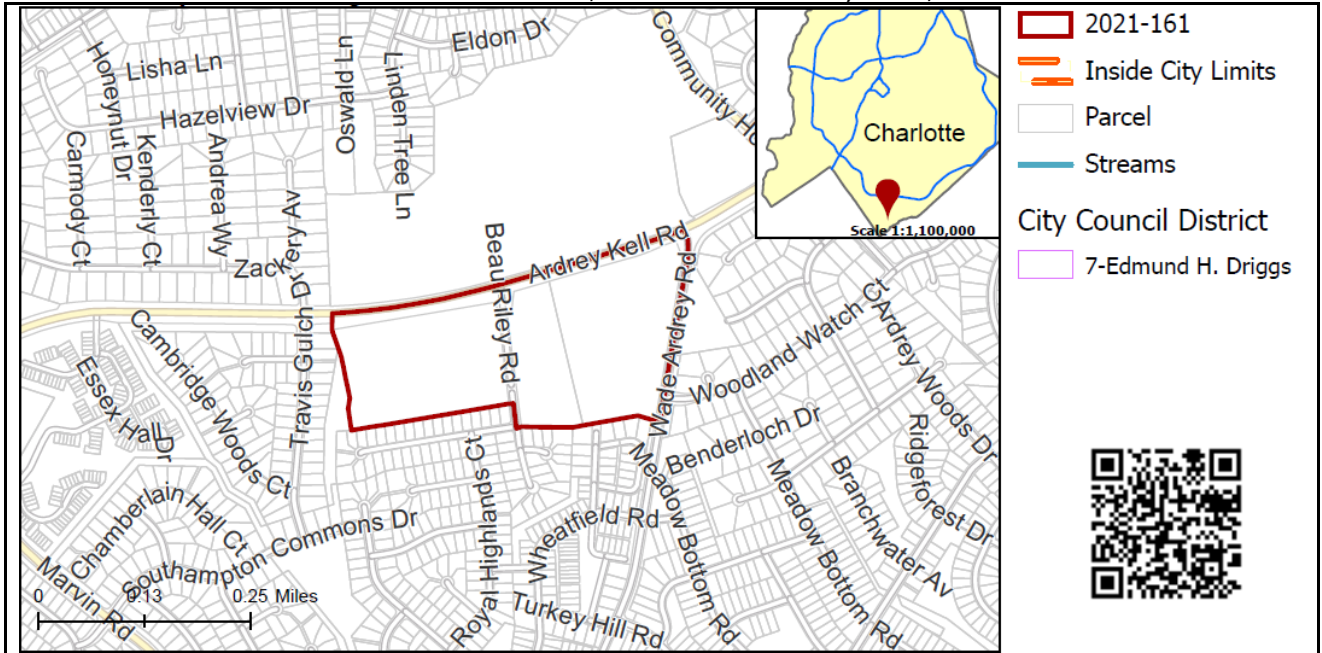 Lisha Ln
Honeynut Dr
Hazelview Dr
Carmody Ct
Kenderly Ct
Andrea Wy
Zackery Av
Oswald Ln
Linden Tree Ln
Eldon Dr
Travis Gulch Dr
Beau Riley Rd
Ardrey Kell Rd
Wade Ardrey Rd
Cambridge Woods Ct
Essex Hall Dr
Chamberlain Hall Ct
Southampton Commons Dr
Marvin Rd
Royal Highlands Ct
Wheatfield Rd
Turkey Hill Rd
Meadow Bottom Rd
Benderloch Dr
Woodland Watch Ct
Ardrey Woods Dr
Ridgeforest Dr
Branchwater Av
Meadow Bottom Rd
0 0.13 0.25 Miles
Charlotte
Scale 1:1,100,000
2021-161
Inside City Limits
Parcel
Streams
City Council District
7-Edmund H. Driggs